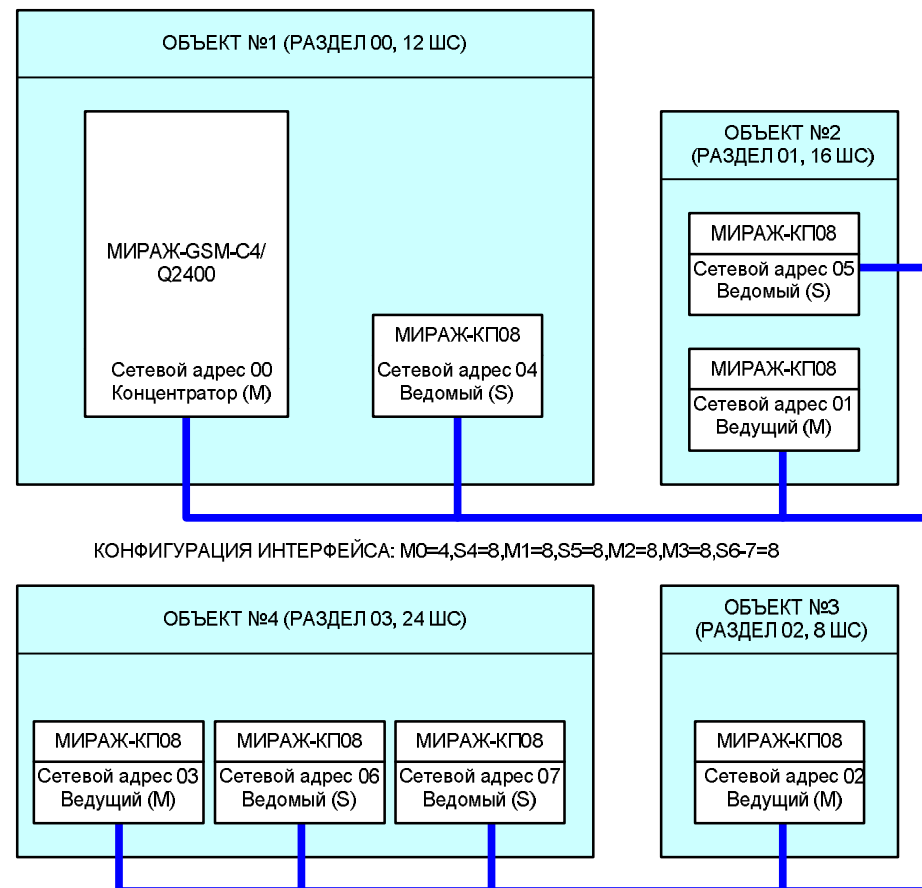 ОБЪЕКТ №1 (РАЗДЕЛ 00, 12 ШС)
МИРАЖ-GSM-C4/
Q2400
Сетевой адрес 00
Концентратор (М)
МИРАЖ-КП08
Сетевой адрес 04
Ведомый (S)
ОБЪЕКТ №2
(РАЗДЕЛ 01, 16 ШС)
МИРАЖ-КП08
Сетевой адрес 05
Ведомый (S)
МИРАЖ-КП08
Сетевой адрес 01
Ведущий (М)
КОНФИГУРАЦИЯ ИНТЕРФЕЙСА: M0=4,S4=8,M1=8,S5=8,M2=8,M3=8,S6-7=8
ОБЪЕКТ №4 (РАЗДЕЛ 03, 24 ШС)
МИРАЖ-КП08
Сетевой адрес 03
Ведущий (М)
МИРАЖ-КП08
Сетевой адрес 06
Ведомый (S)
МИРАЖ-КП08
Сетевой адрес 07
Ведомый (S)
ОБЪЕКТ №3
(РАЗДЕЛ 02, 8 ШС)
МИРАЖ-КП08
Сетевой адрес 02
Ведущий (М)